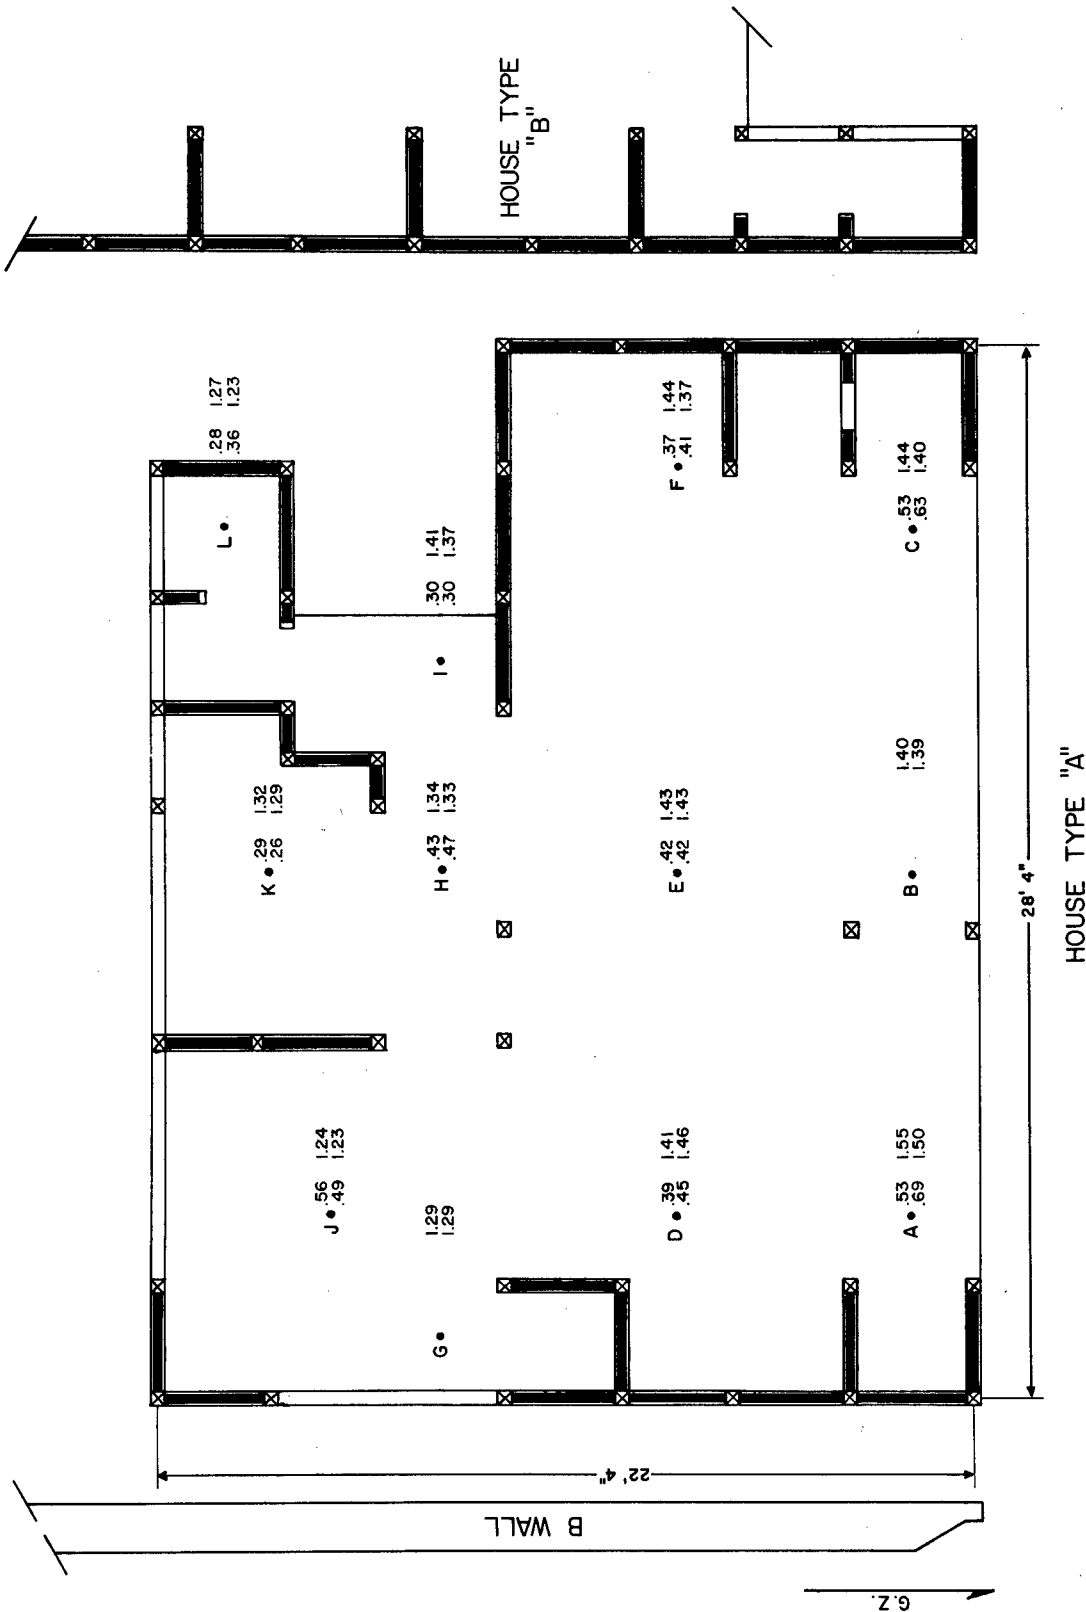 HOUSE TYPE
"B"
L
.28 1.27
.36 1.23
I
.30 1.41
.30 1.37
F
.37 1.44
.41 1.37
C
.53 1.44
.63 1.40
K
.29 1.32
.26 1.29
H
.43 1.34
.47 1.33
E
.42 1.43
.42 1.43
B
1.40
1.39
J
.56 1.24
.49 1.23
G
1.29
1.29
D
.39 1.41
.45 1.46
A
.53 1.55
.69 1.50
28' 4"
HOUSE TYPE "A"
22' 4"
B WALL
G.Z.